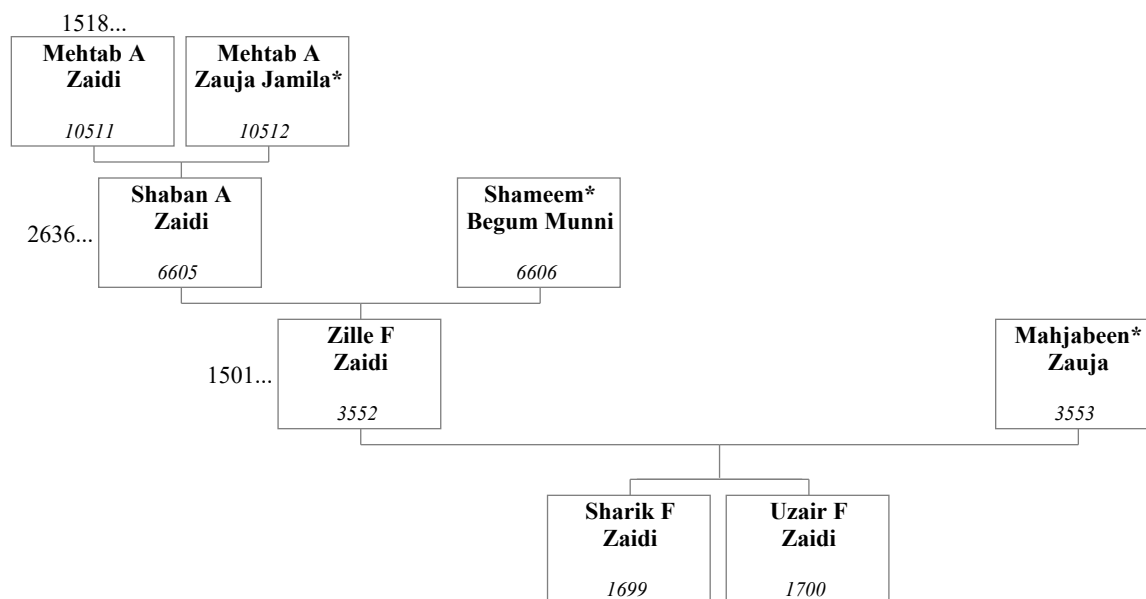 1518...
Mehtab A
Zaidi
10511
Mehtab A
Zauja Jamila*
10512
2636...
Shaban A
Zaidi
6605
Shameem*
Begum Munni
6606
1501...
Zille F
Zaidi
3552
Mahjabeen*
Zauja
3553
Sharik F
Zaidi
1699
Uzair F
Zaidi
1700